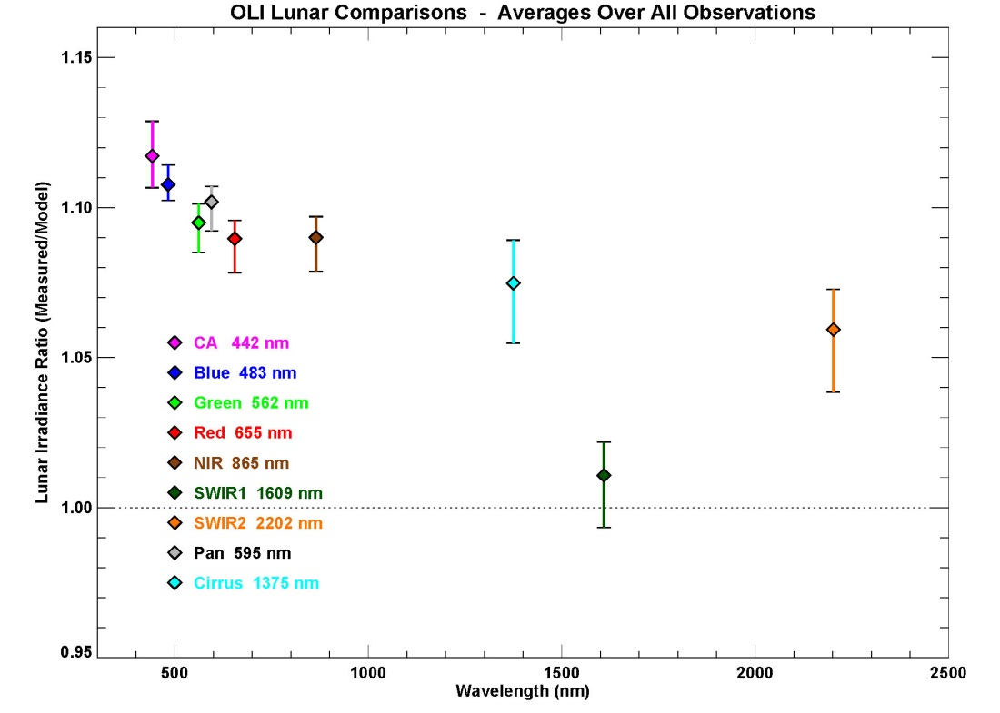 OLI Lunar Comparisons - Averages Over All Observations
1.15
1.10
1.05
1.00
0.95
Lunar Irradiance Ratio (Measured/Model)
CA 442 nm
Blue 483 nm
Green 562 nm
Red 655 nm
NIR 865 nm
SWIR1 1609 nm
SWIR2 2202 nm
Pan 595 nm
Cirrus 1375 nm
500 1000 1500 2000 2500
Wavelength (nm)